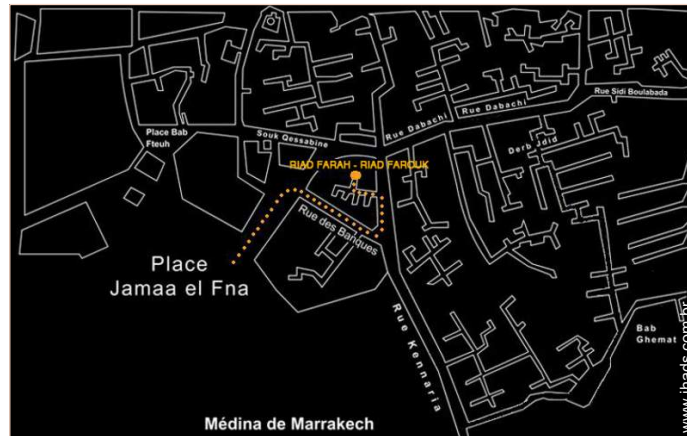 Place Bab
Fteuh
Souk Qessabine
Rue Dabachi
Rue Dabachi
Rue Sidi Boulabada
Derb Jdid
RIAD FARAH - RIAD FAROUK
Rue des Banques
Place
Jamaa el Fna
Rue Kennaria
Bab
Ghemat
Médina de Marrakech
www.ibads.com.br